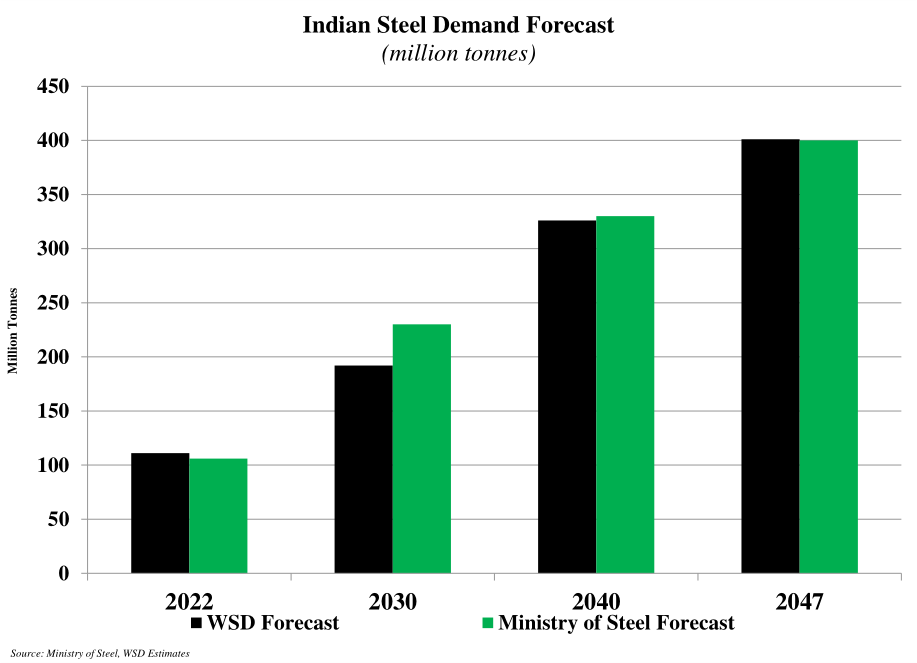 Indian Steel Demand Forecast
(million tonnes)
Million Tonnes
450
400
350
300
250
200
150
100
50
0
2022 2030 2040 2047
WSD Forecast Ministry of Steel Forecast
Source: Ministry of Steel, WSD Estimates